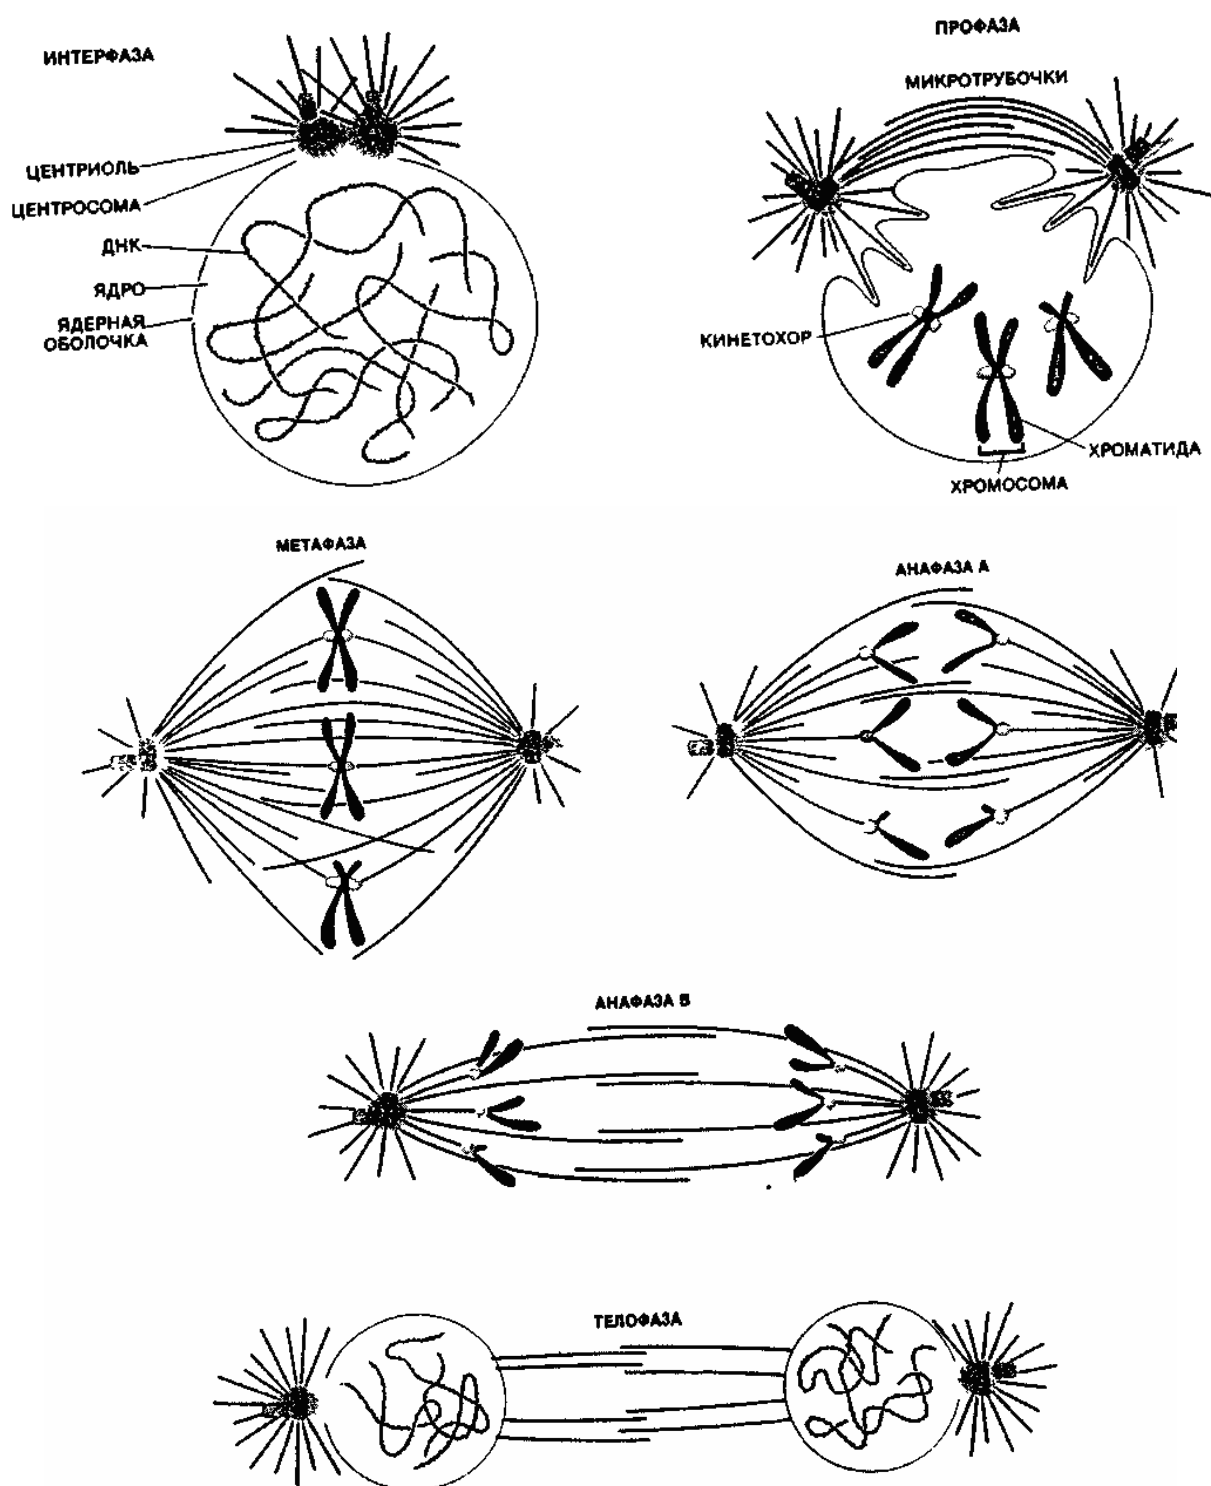 ИНТЕРФАЗА
ЦЕНТРИОЛЬ
ЦЕНТРОСОМА
ДНК
ЯДРО
ЯДЕРНАЯ
ОБОЛОЧКА
ПРОФАЗА
МИКРОТРУБОЧКИ
КИНЕТОХОР
ХРОМАТИДА
ХРОМОСОМА
МЕТАФАЗА
АНАФАЗА А
АНАФАЗА В
ТЕЛОФАЗА